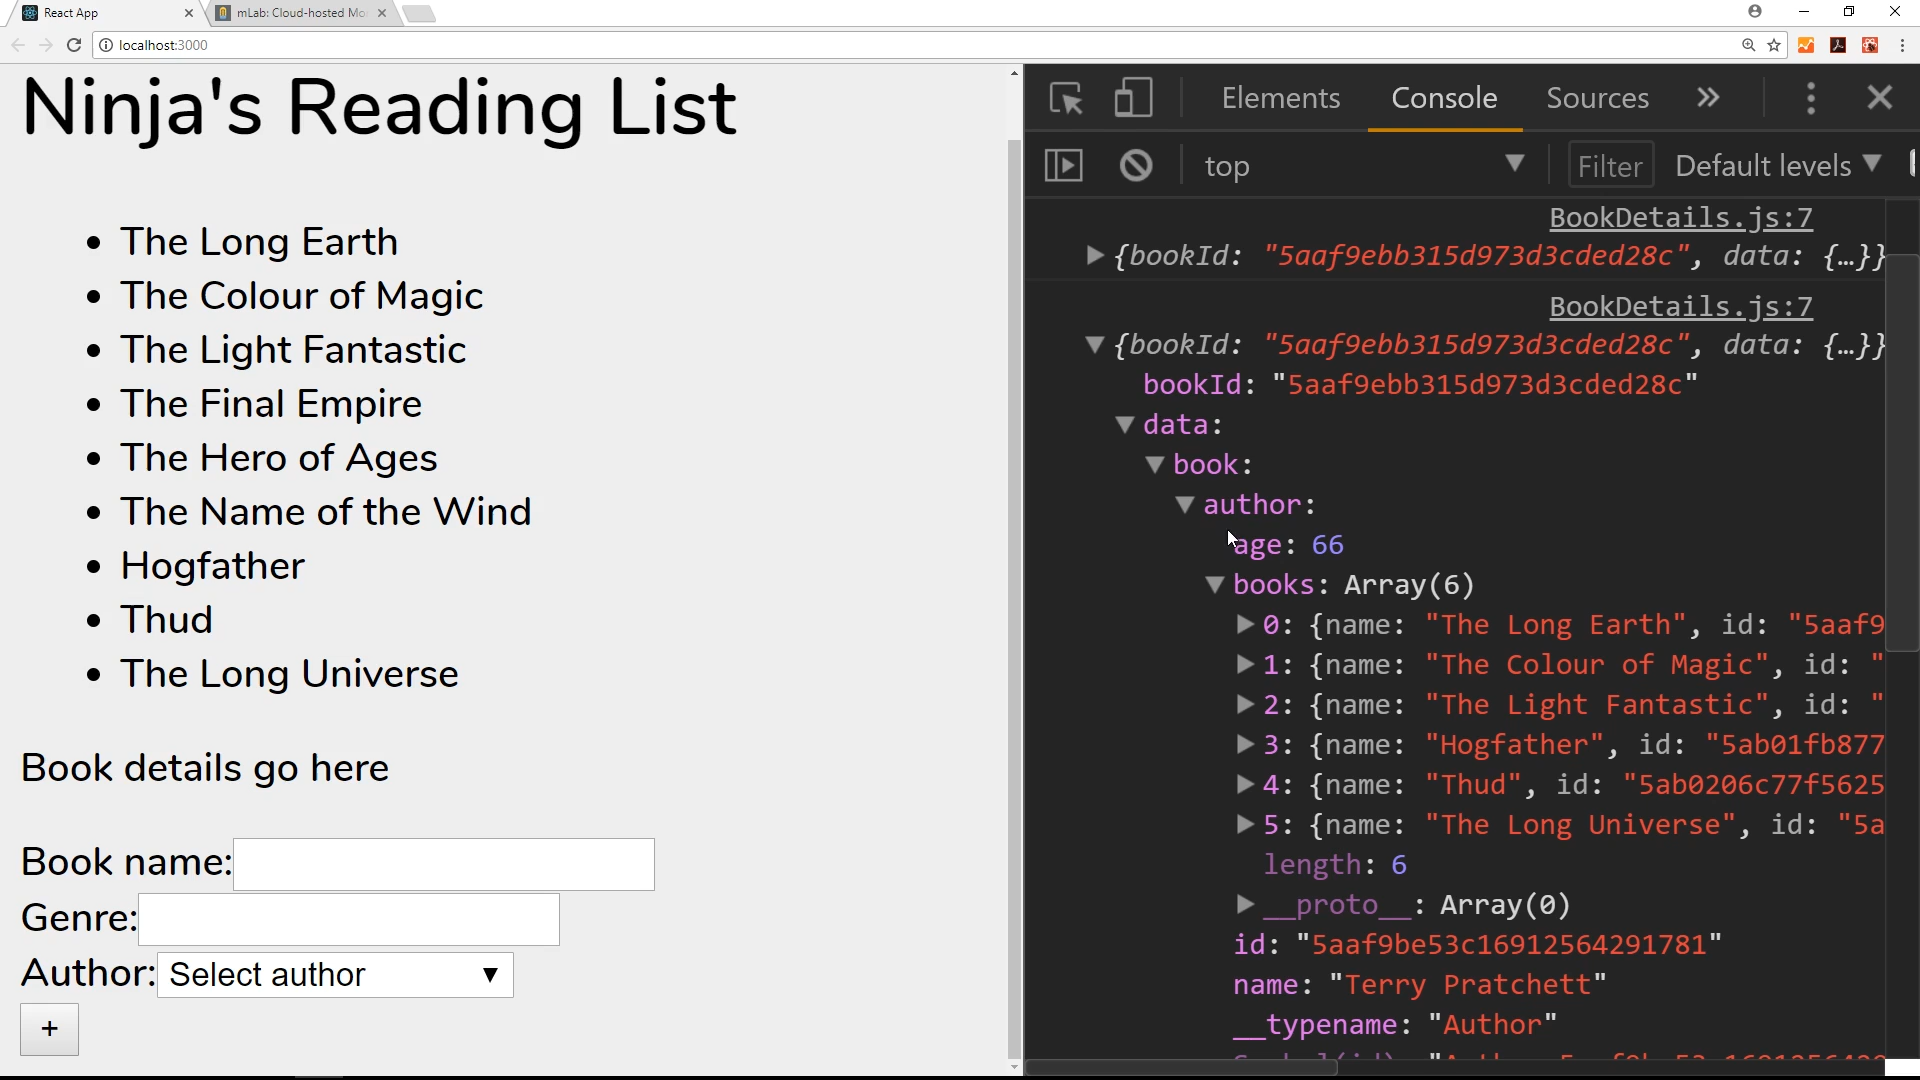 React App
mLab: Cloud-hosted Mo
localhost:3000
Ninja's Reading List
• The Long Earth
• The Colour of Magic
• The Light Fantastic
• The Final Empire
• The Hero of Ages
• The Name of the Wind
• Hogfather
• Thud
• The Long Universe
Book details go here
Book name:
Genre:
Author: Select author ▼
+
Elements Console Sources »
top ▼ Filter Default levels ▼
BookDetails.js:7
▶ {bookId: "5aaf9ebb315d973d3cded28c", data: {…}}
BookDetails.js:7
▼ {bookId: "5aaf9ebb315d973d3cded28c", data: {…}}
bookId: "5aaf9ebb315d973d3cded28c"
▼ data:
▼ book:
▼ author:
age: 66
▼ books: Array(6)
▶ 0: {name: "The Long Earth", id: "5aaf9
▶ 1: {name: "The Colour of Magic", id: "
▶ 2: {name: "The Light Fantastic", id: "
▶ 3: {name: "Hogfather", id: "5ab01fb877
▶ 4: {name: "Thud", id: "5ab0206c77f5625
▶ 5: {name: "The Long Universe", id: "5a
length: 6
▶ __proto__: Array(0)
id: "5aaf9be53c16912564291781"
name: "Terry Pratchett"
__typename: "Author"